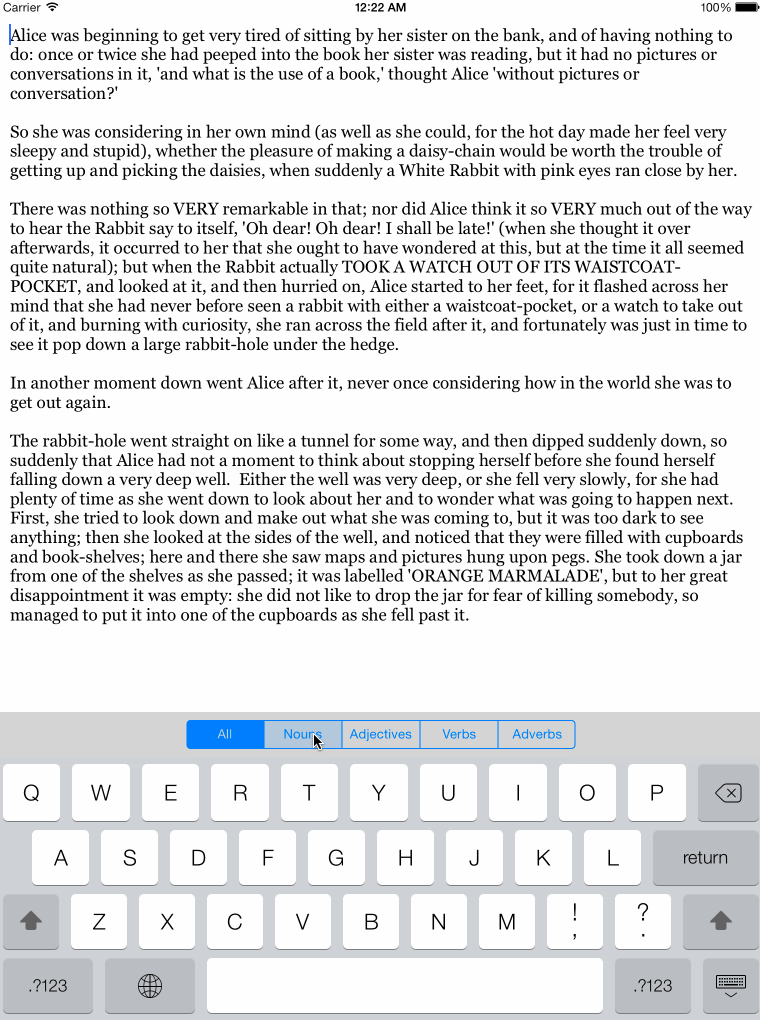 Carrier 12:22 AM 100%
Alice was beginning to get very tired of sitting by her sister on the bank, and of having nothing to
do: once or twice she had peeped into the book her sister was reading, but it had no pictures or
conversations in it, 'and what is the use of a book,' thought Alice 'without pictures or
conversation?'
So she was considering in her own mind (as well as she could, for the hot day made her feel very
sleepy and stupid), whether the pleasure of making a daisy-chain would be worth the trouble of
getting up and picking the daisies, when suddenly a White Rabbit with pink eyes ran close by her.
There was nothing so VERY remarkable in that; nor did Alice think it so VERY much out of the way
to hear the Rabbit say to itself, 'Oh dear! Oh dear! I shall be late!' (when she thought it over
afterwards, it occurred to her that she ought to have wondered at this, but at the time it all seemed
quite natural); but when the Rabbit actually TOOK A WATCH OUT OF ITS WAISTCOAT-
POCKET, and looked at it, and then hurried on, Alice started to her feet, for it flashed across her
mind that she had never before seen a rabbit with either a waistcoat-pocket, or a watch to take out
of it, and burning with curiosity, she ran across the field after it, and fortunately was just in time to
see it pop down a large rabbit-hole under the hedge.
In another moment down went Alice after it, never once considering how in the world she was to
get out again.
The rabbit-hole went straight on like a tunnel for some way, and then dipped suddenly down, so
suddenly that Alice had not a moment to think about stopping herself before she found herself
falling down a very deep well.  Either the well was very deep, or she fell very slowly, for she had
plenty of time as she went down to look about her and to wonder what was going to happen next.
First, she tried to look down and make out what she was coming to, but it was too dark to see
anything; then she looked at the sides of the well, and noticed that they were filled with cupboards
and book-shelves; here and there she saw maps and pictures hung upon pegs. She took down a jar
from one of the shelves as she passed; it was labelled 'ORANGE MARMALADE', but to her great
disappointment it was empty: she did not like to drop the jar for fear of killing somebody, so
managed to put it into one of the cupboards as she fell past it.
All Nouns Adjectives Verbs Adverbs
Q W E R T Y U I O P
A S D F G H J K L return
Z X C V B N M ! , ? .
.?123 .?123